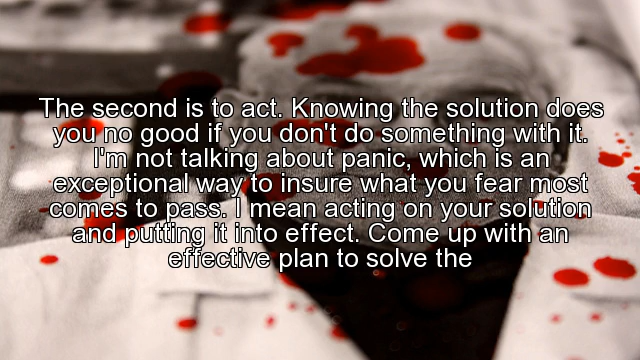 The second is to act. Knowing the solution does
you no good if you don't do something with it.
I'm not talking about panic, which is an
exceptional way to insure what you fear most
comes to pass. I mean acting on your solution
and putting it into effect. Come up with an
effective plan to solve the